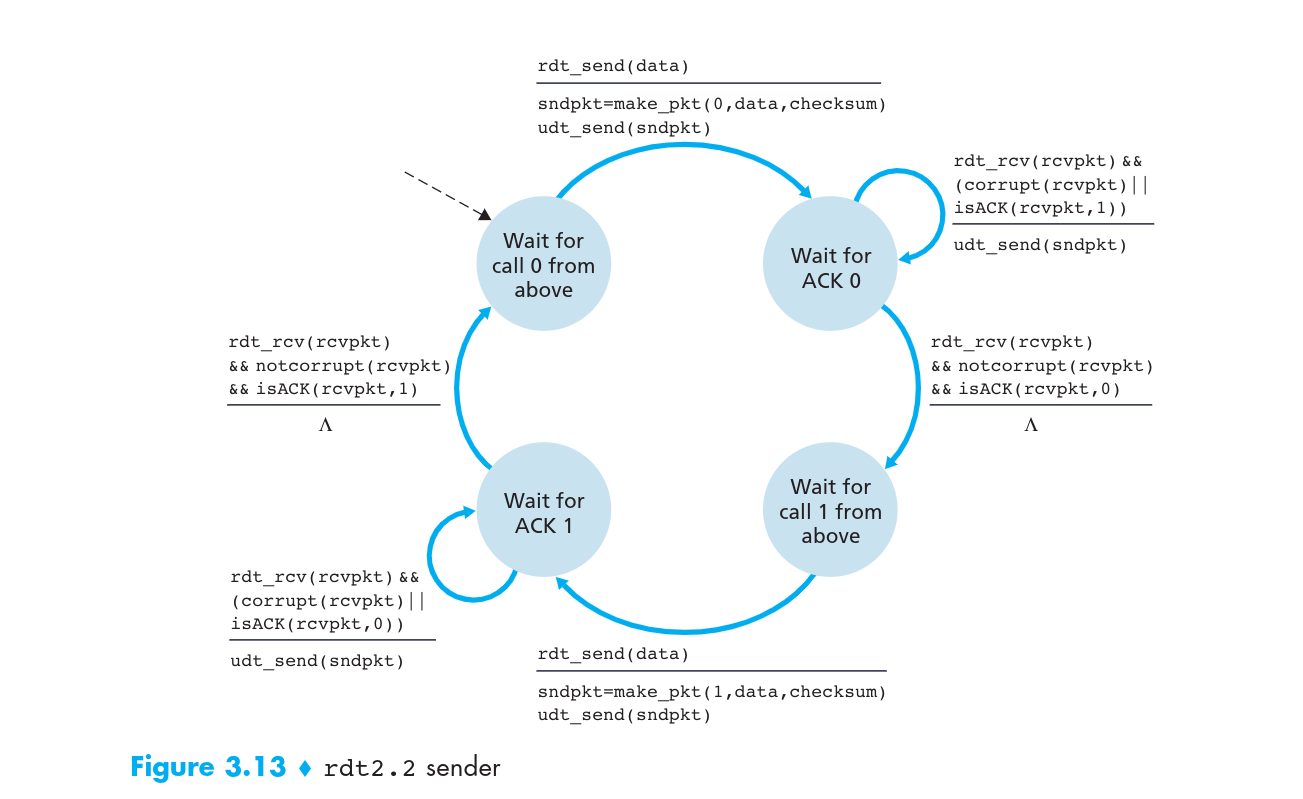 rdt_send(data)
sndpkt=make_pkt(0,data,checksum)
udt_send(sndpkt)
rdt_rcv(rcvpkt) &&
(corrupt(rcvpkt)||
isACK(rcvpkt,1))
udt_send(sndpkt)
Wait for
call 0 from
above
Wait for
ACK 0
rdt_rcv(rcvpkt)
&& notcorrupt(rcvpkt)
&& isACK(rcvpkt,1)
Λ
rdt_rcv(rcvpkt)
&& notcorrupt(rcvpkt)
&& isACK(rcvpkt,0)
Λ
Wait for
ACK 1
Wait for
call 1 from
above
rdt_rcv(rcvpkt) &&
(corrupt(rcvpkt)||
isACK(rcvpkt,0))
udt_send(sndpkt)
rdt_send(data)
sndpkt=make_pkt(1,data,checksum)
udt_send(sndpkt)
Figure 3.13 ♦ rdt2.2 sender